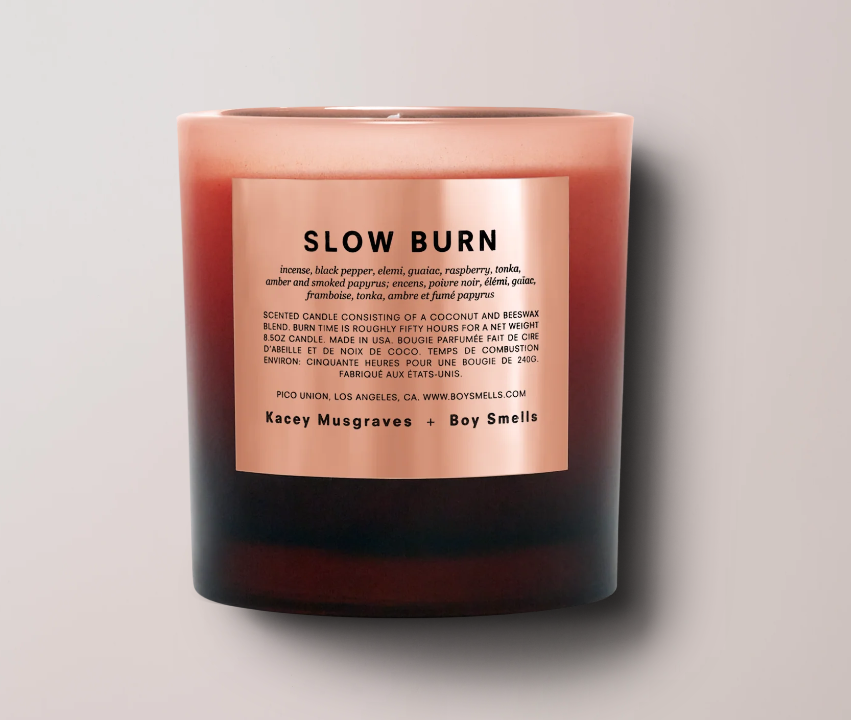 SLOW BURN
incense, black pepper, elemi, guaiac, raspberry, tonka,
amber and smoked papyrus; encens, poivre noir, élémi, gaïac,
framboise, tonka, ambre et fumé papyrus
SCENTED CANDLE CONSISTING OF A COCONUT AND BEESWAX
BLEND. BURN TIME IS ROUGHLY FIFTY HOURS FOR A NET WEIGHT
8.5OZ CANDLE. MADE IN USA. BOUGIE PARFUMÉE FAIT DE CIRE
D'ABEILLE ET DE NOIX DE COCO. TEMPS DE COMBUSTION
ENVIRON: CINQUANTE HEURES POUR UNE BOUGIE DE 240G.
FABRIQUÉ AUX ÉTATS-UNIS.
PICO UNION, LOS ANGELES, CA. WWW.BOYSMELLS.COM
Kacey Musgraves + Boy Smells